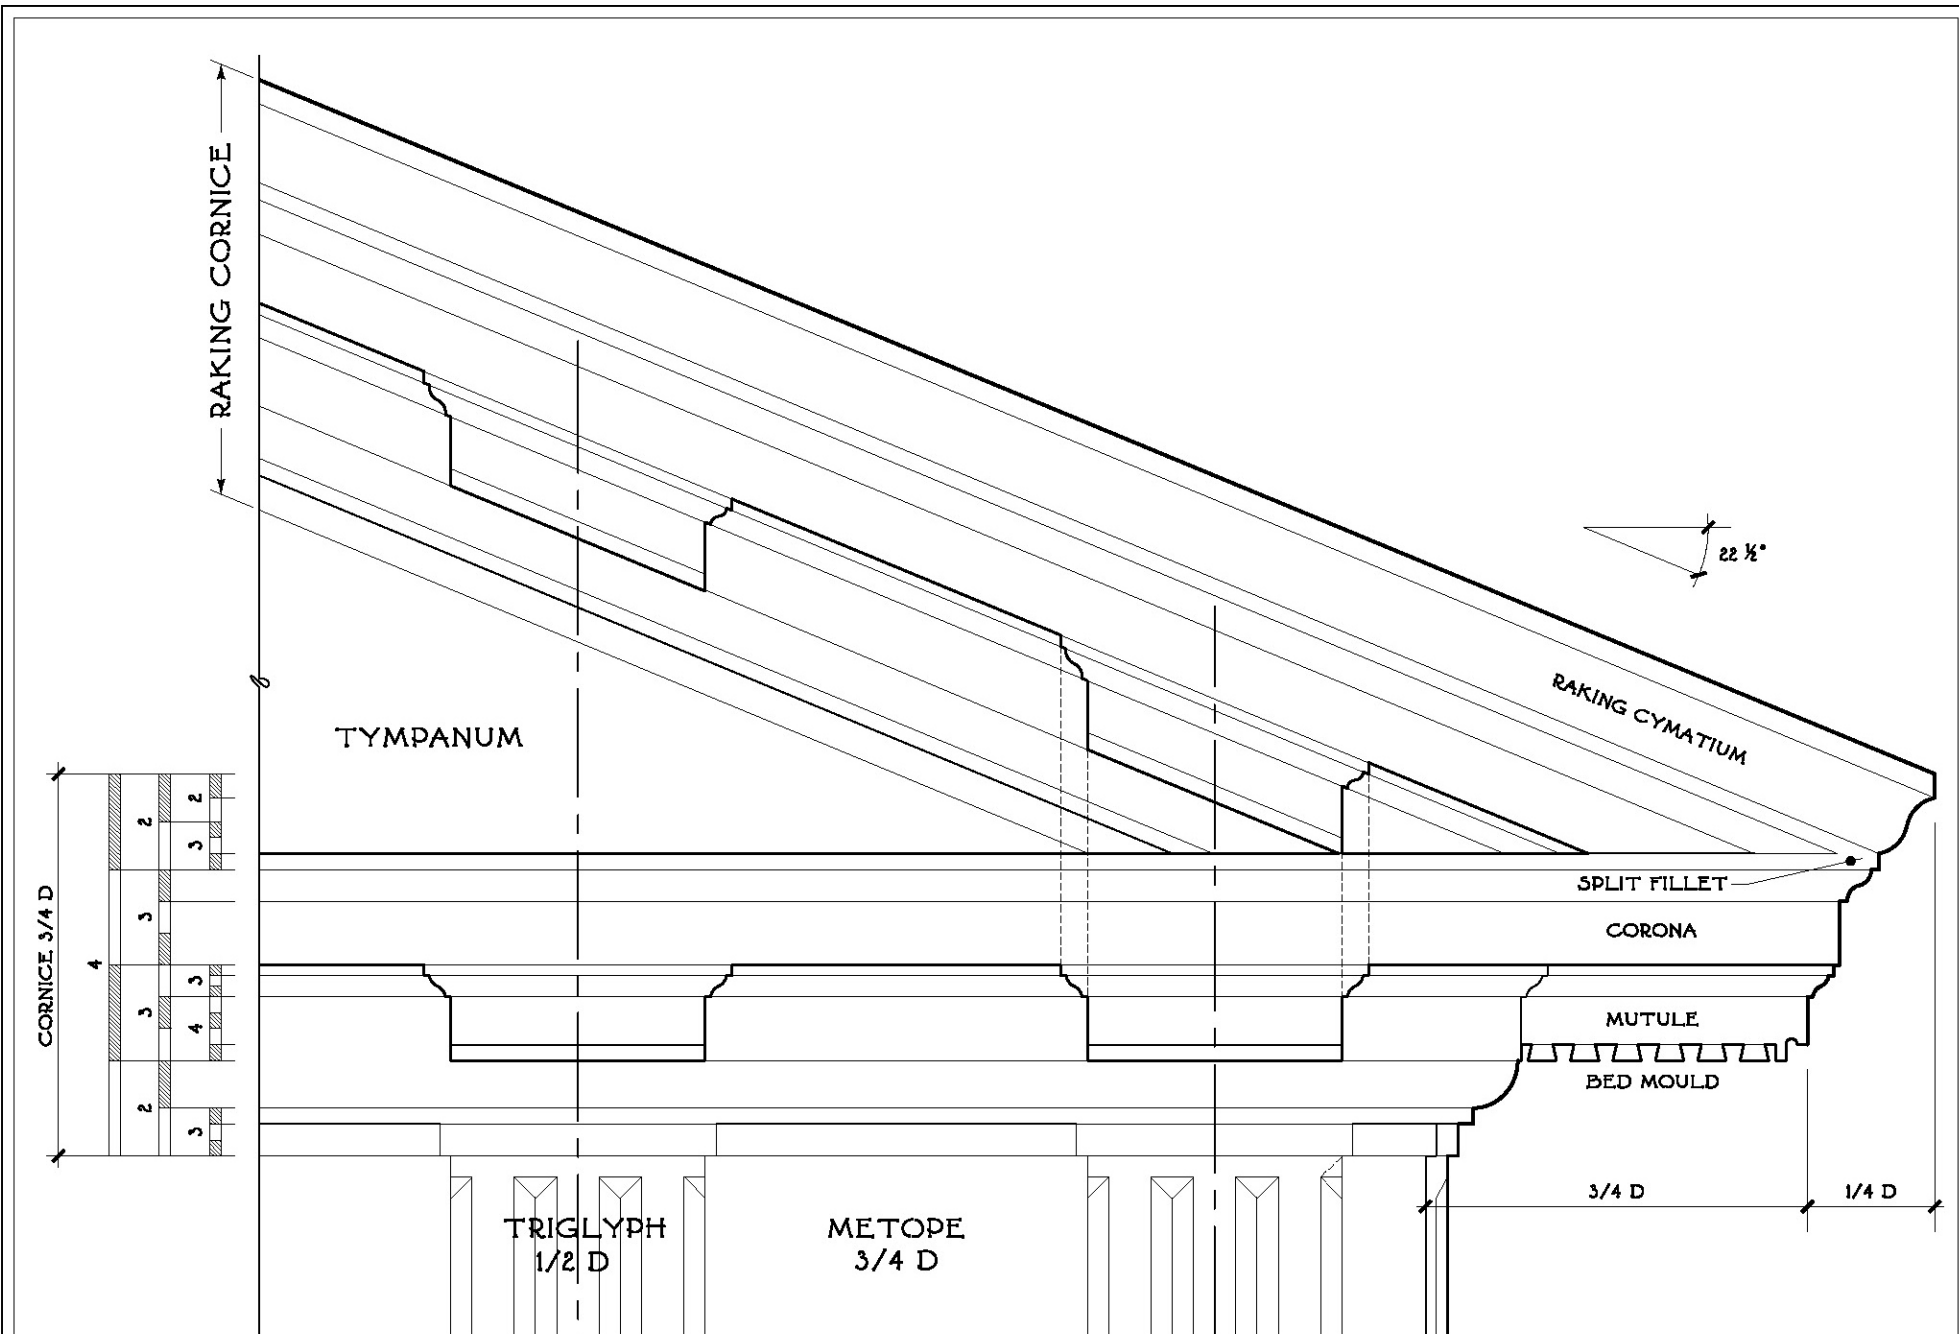 RAKING CORNICE
22 ½°
RAKING CYMATIUM
TYMPANUM
2
2
3
SPLIT FILLET
CORNICE, 3/4 D
4
3
CORONA
3
3
4
MUTULE
BED MOULD
2
3
3/4 D
1/4 D
TRIGLYPH
1/2 D
METOPE
3/4 D